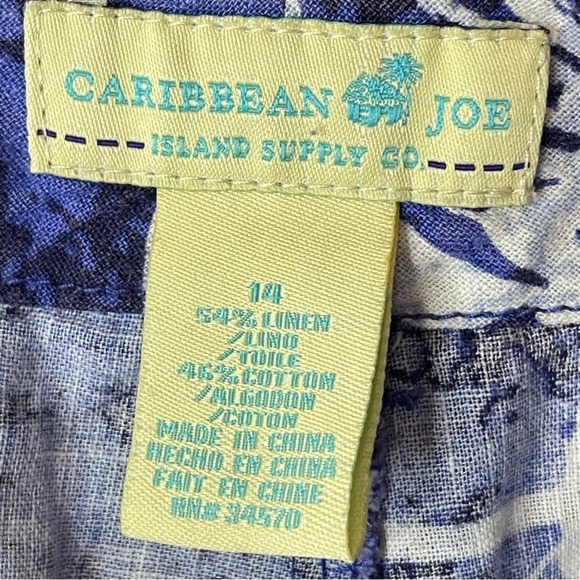 CARIBBEAN JOE
ISLAND SUPPLY CO.
14
54% LINEN
/LINO
/TOILE
46% COTTON
/ALGODON
/COTON
MADE IN CHINA
HECHO EN CHINA
FAIT EN CHINE
RN# 34570